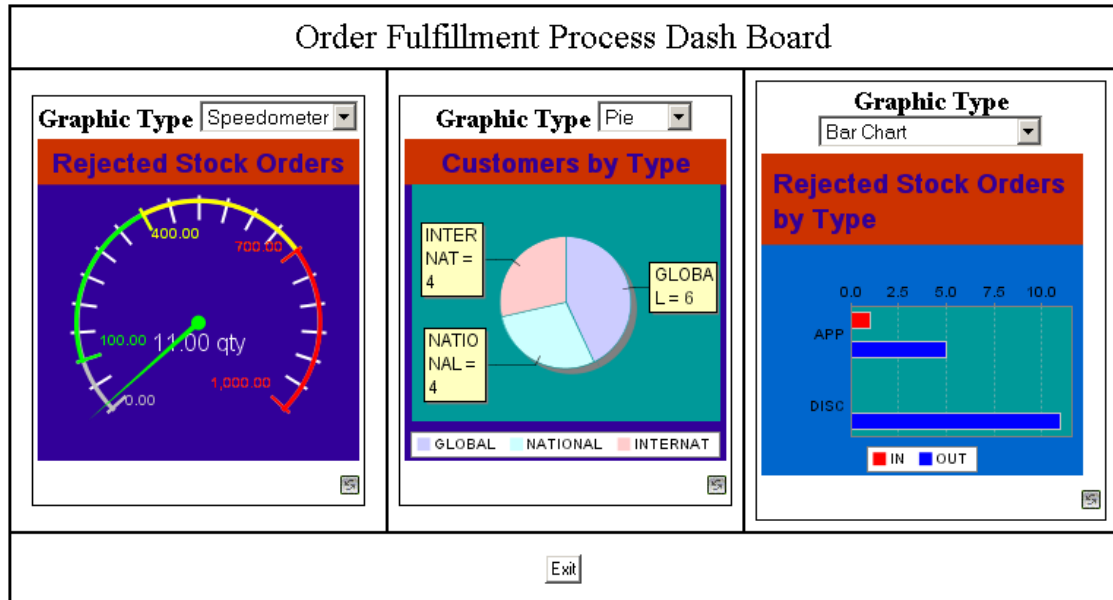 Order Fulfillment Process Dash Board
Graphic Type Speedometer
Rejected Stock Orders
400.00
700.00
100.00
11.00 qty
1,000.00
0.00
Graphic Type Pie
Customers by Type
INTER
NAT =
4
GLOBA
L = 6
NATIO
NAL =
4
GLOBAL NATIONAL INTERNAT
Graphic Type
Bar Chart
Rejected Stock Orders
by Type
0.0 2.5 5.0 7.5 10.0
APP
DISC
IN OUT
Exit